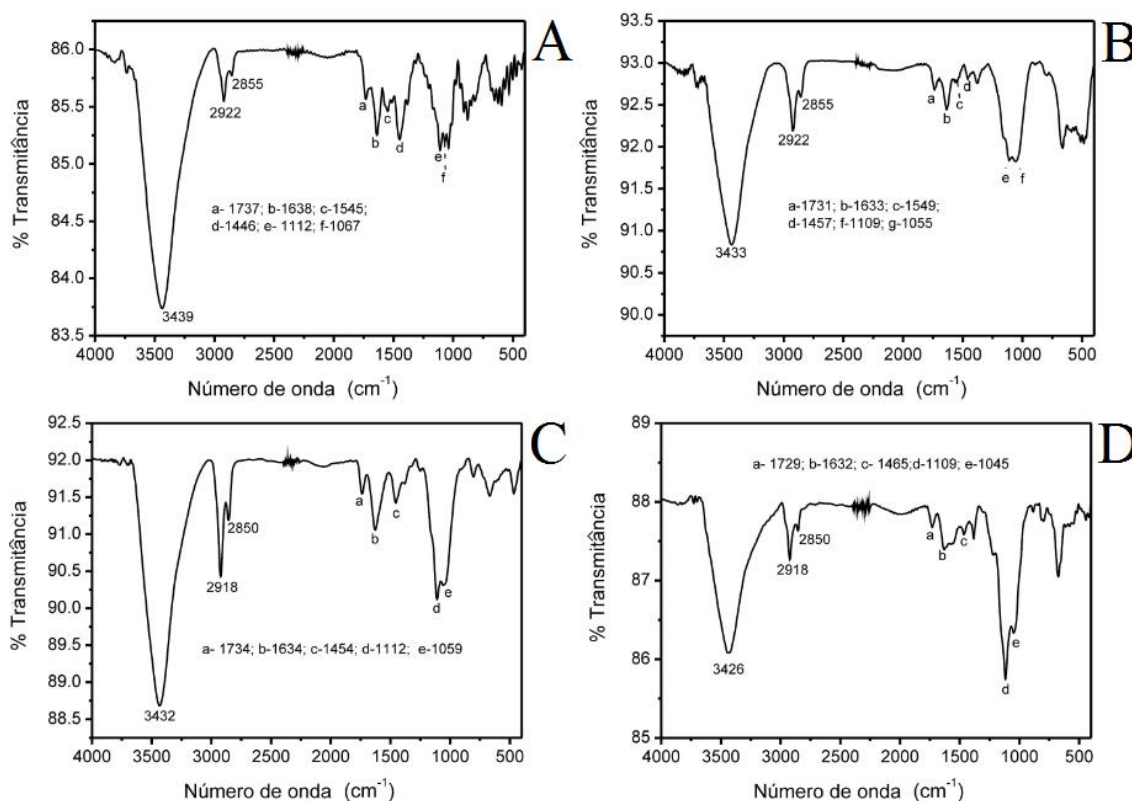 A
% Transmitância
86.0
85.5
85.0
84.5
84.0
83.5
2855
2922
a
b
c
d
e
f
a- 1737; b-1638; c-1545;
d-1446; e- 1112; f-1067
3439
4000 3500 3000 2500 2000 1500 1000 500
Número de onda (cm⁻¹)
B
% Transmitância
93.0
92.5
92.0
91.5
91.0
90.5
90.0
2855
2922
a
b
c
d
e
f
a-1731; b-1633; c-1549;
d-1457; f-1109; g-1055
3433
4000 3500 3000 2500 2000 1500 1000 500
Número de onda (cm⁻¹)
C
% Transmitância
92.5
92.0
91.5
91.0
90.5
90.0
89.5
89.0
88.5
2850
2918
a
b
c
d
e
a- 1734; b-1634; c-1454; d-1112; e-1059
3432
4000 3500 3000 2500 2000 1500 1000 500
Número de onda (cm⁻¹)
D
% Transmitância
89
88
87
86
85
a- 1729; b-1632; c- 1465;d-1109; e-1045
2850
2918
a
b
c
d
e
3426
4000 3500 3000 2500 2000 1500 1000 500
Número de onda (cm⁻¹)